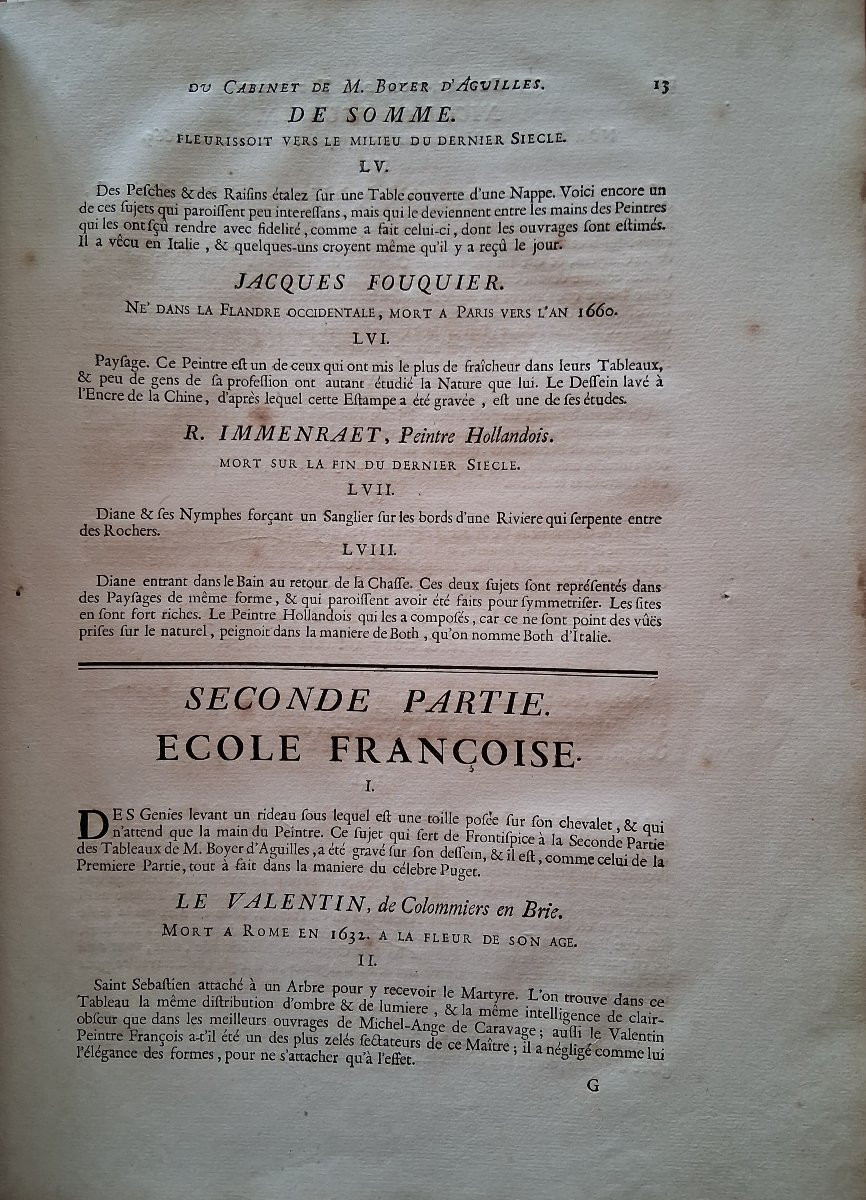 DU CABINET DE M. BOYER D'AGUILLES. 13
DE SOMME.
FLEURISSOIT VERS LE MILIEU DU DERNIER SIECLE.
LV.
Des Peſches & des Raiſins étalez ſur une Table couverte d'une Nappe. Voici encore un
de ces ſujets qui paroiſſent peu intereſſans, mais qui le deviennent entre les mains des Peintres
qui les ont ſçû rendre avec fidelité, comme a fait celui-ci, dont les ouvrages ſont eſtimés.
Il a vêcu en Italie, & quelques-uns croyent même qu'il y a reçû le jour.
JACQUES FOUQUIER.
NE' DANS LA FLANDRE OCCIDENTALE, MORT A PARIS VERS L'AN 1660.
LVI.
Payſage. Ce Peintre eſt un de ceux qui ont mis le plus de fraîcheur dans leurs Tableaux,
& peu de gens de ſa profeſſion ont autant étudié la Nature que lui. Le Deſſein lavé à
l'Encre de la Chine, d'après lequel cette Eſtampe a été gravée, eſt une de ſes études.
R. IMMENRAET, Peintre Hollandois.
MORT SUR LA FIN DU DERNIER SIECLE.
LVII.
Diane & ſes Nymphes forçant un Sanglier ſur les bords d'une Riviere qui ſerpente entre
des Rochers.
LVIII.
Diane entrant dans le Bain au retour de la Chaſſe. Ces deux ſujets ſont repréſentés dans
des Payſages de même forme, & qui paroiſſent avoir été faits pour ſymmetriſer. Les ſites
en ſont fort riches. Le Peintre Hollandois qui les a compoſés, car ce ne ſont point des vûës
priſes ſur le naturel, peignoit dans la maniere de Both, qu'on nomme Both d'Italie.
SECONDE PARTIE.
ECOLE FRANÇOISE.
I.
DES Genies levant un rideau ſous lequel eſt une toille poſée ſur ſon chevalet, & qui
n'attend que la main du Peintre. Ce ſujet qui ſert de Frontiſpice à la Seconde Partie
des Tableaux de M. Boyer d'Aguilles, a été gravé ſur ſon deſſein, & il eſt, comme celui de la
Premiere Partie, tout à fait dans la maniere du célebre Puget.
LE VALENTIN, de Colommiers en Brie.
MORT A ROME EN 1632. A LA FLEUR DE SON AGE.
II.
Saint Sebaſtien attaché à un Arbre pour y recevoir le Martyre. L'on trouve dans ce
Tableau la même diſtribution d'ombre & de lumiere, & la même intelligence de clair-
obſcur que dans les meilleurs ouvrages de Michel-Ange de Caravage; auſſi le Valentin
Peintre François a-t'il été un des plus zelés ſectateurs de ce Maître; il a négligé comme lui
l'élégance des formes, pour ne s'attacher qu'à l'effet.
G